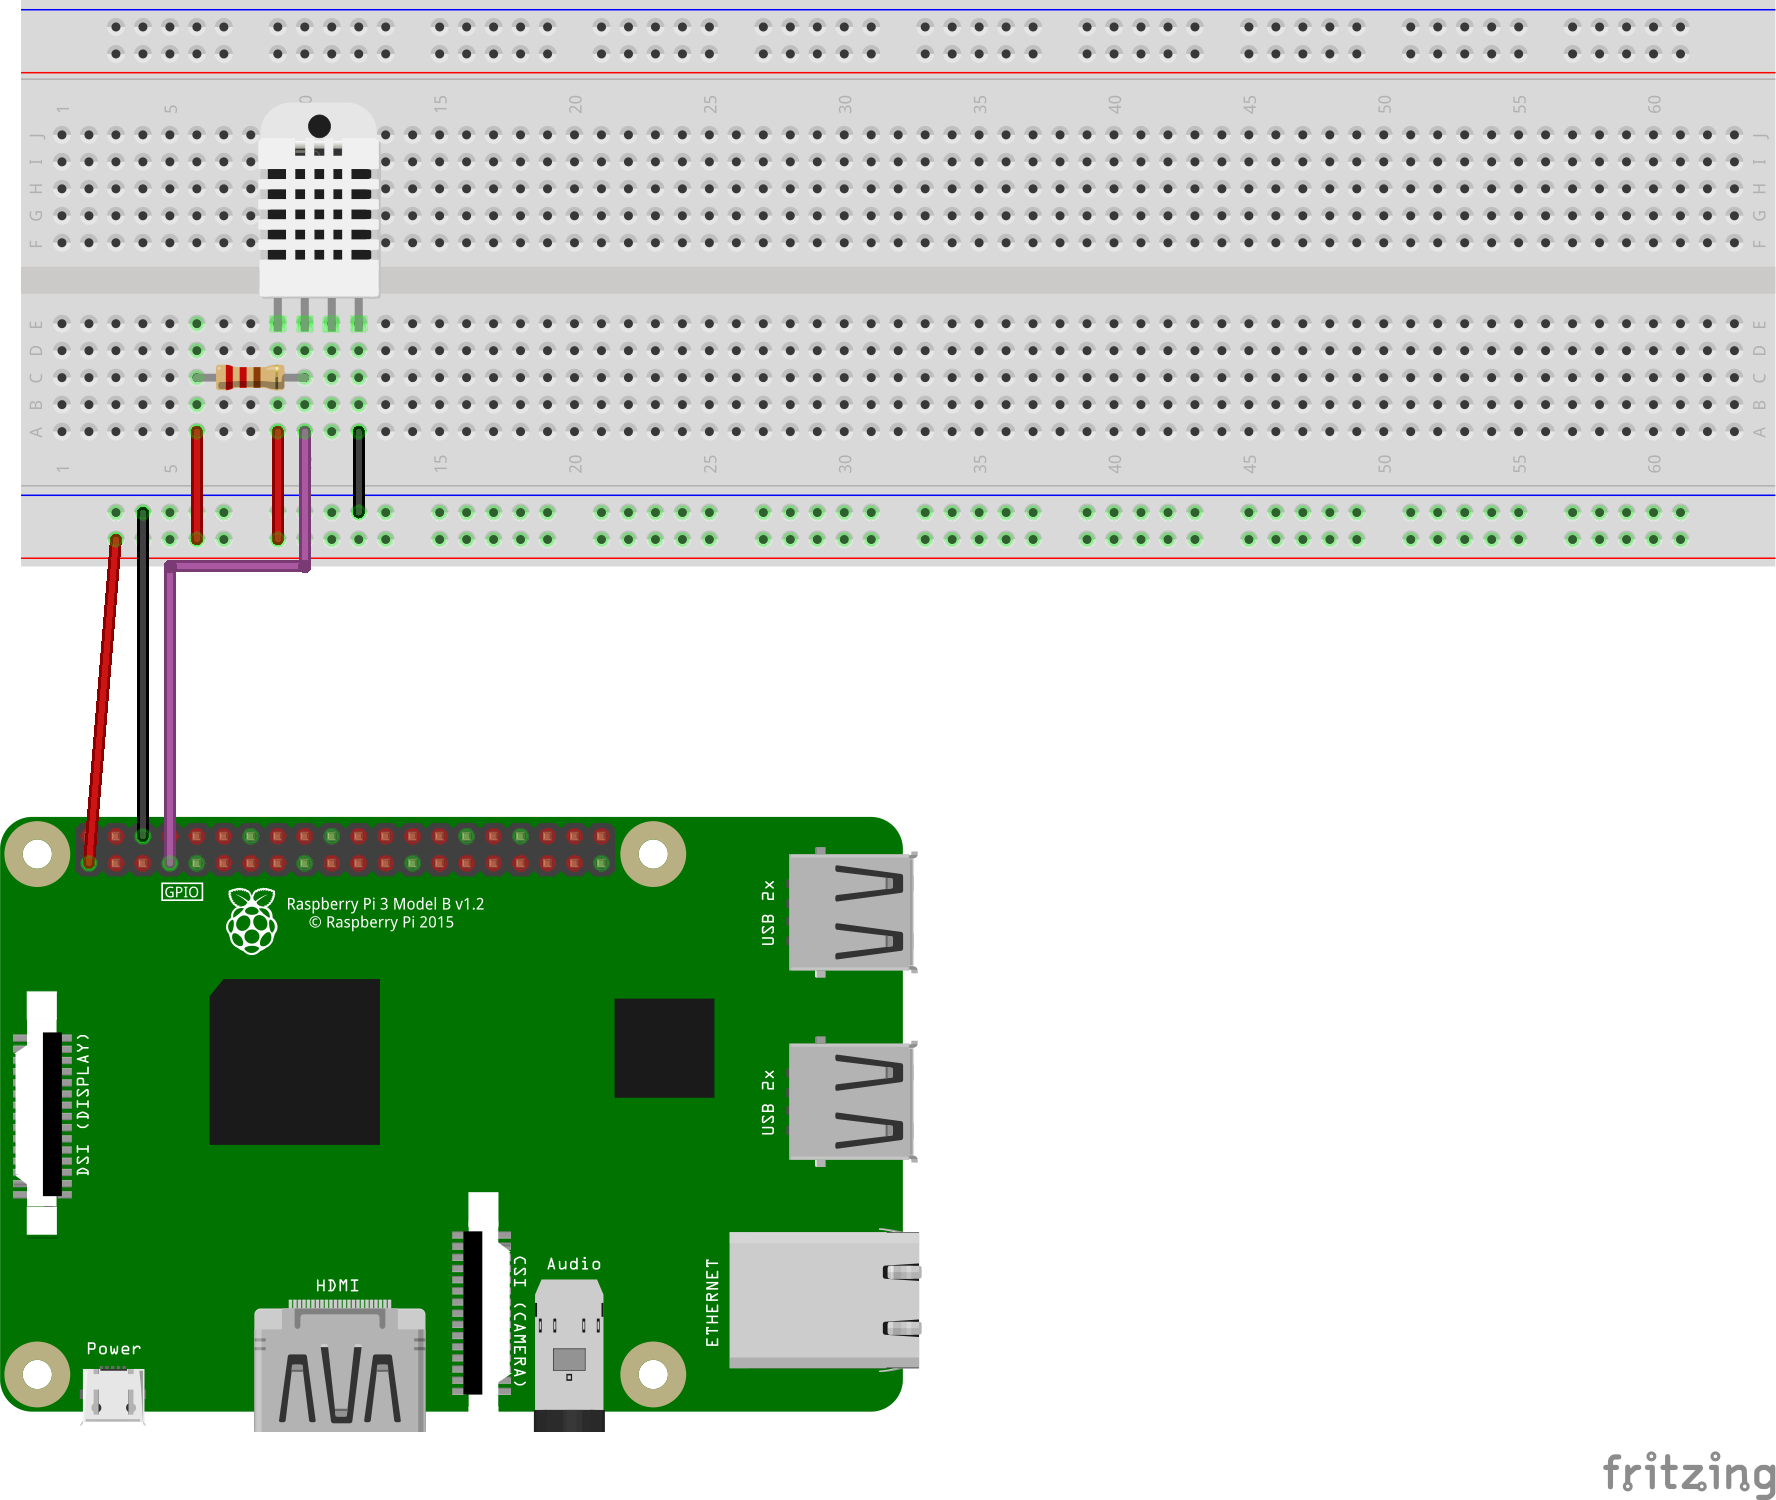 1 5 0 15 20 25 30 35 40 45 50 55 60
J J
I I
H H
G G
F F
E E
D D
C C
B B
A A
1 5 15 20 25 30 35 40 45 50 55 60
GPIO
Raspberry Pi 3 Model B v1.2
© Raspberry Pi 2015
USB 2x
DSI (DISPLAY)
USB 2x
CSI (CAMERA)
Audio
ETHERNET
HDMI
Power
fritzing